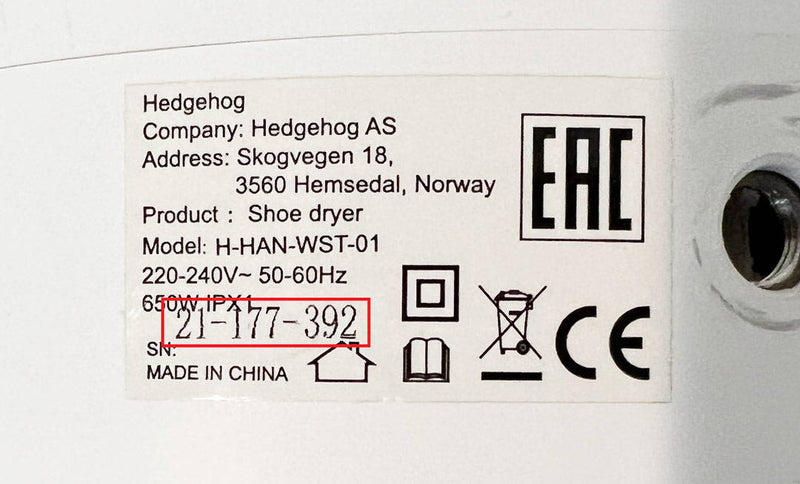 Hedgehog
Company: Hedgehog AS
Address: Skogvegen 18,
3560 Hemsedal, Norway
Product : Shoe dryer
Model: H-HAN-WST-01
220-240V~ 50-60Hz
650W IPX1
21-177-392
SN:
MADE IN CHINA
EAC
CE